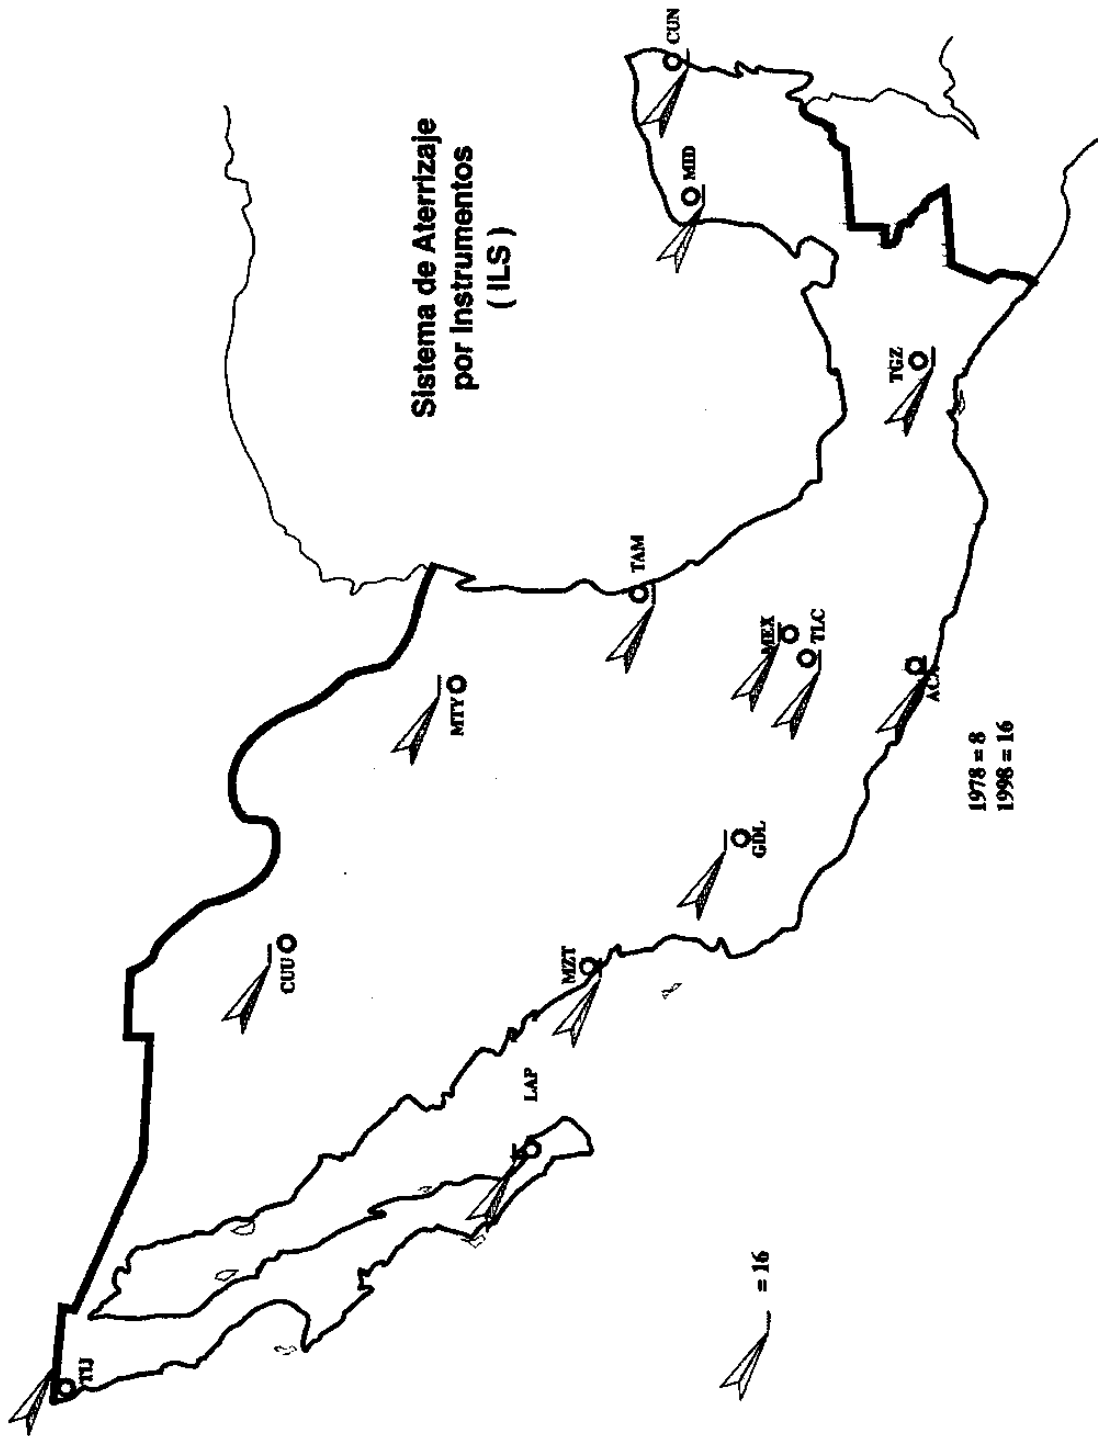 Sistema de Aterrizaje
por Instrumentos
( ILS )
TIJ
CUU
MTY
LAP
MZT
TAM
GDL
MEX
TLC
ACA
TGZ
MID
CUN
1978 = 8
1998 = 16
= 16